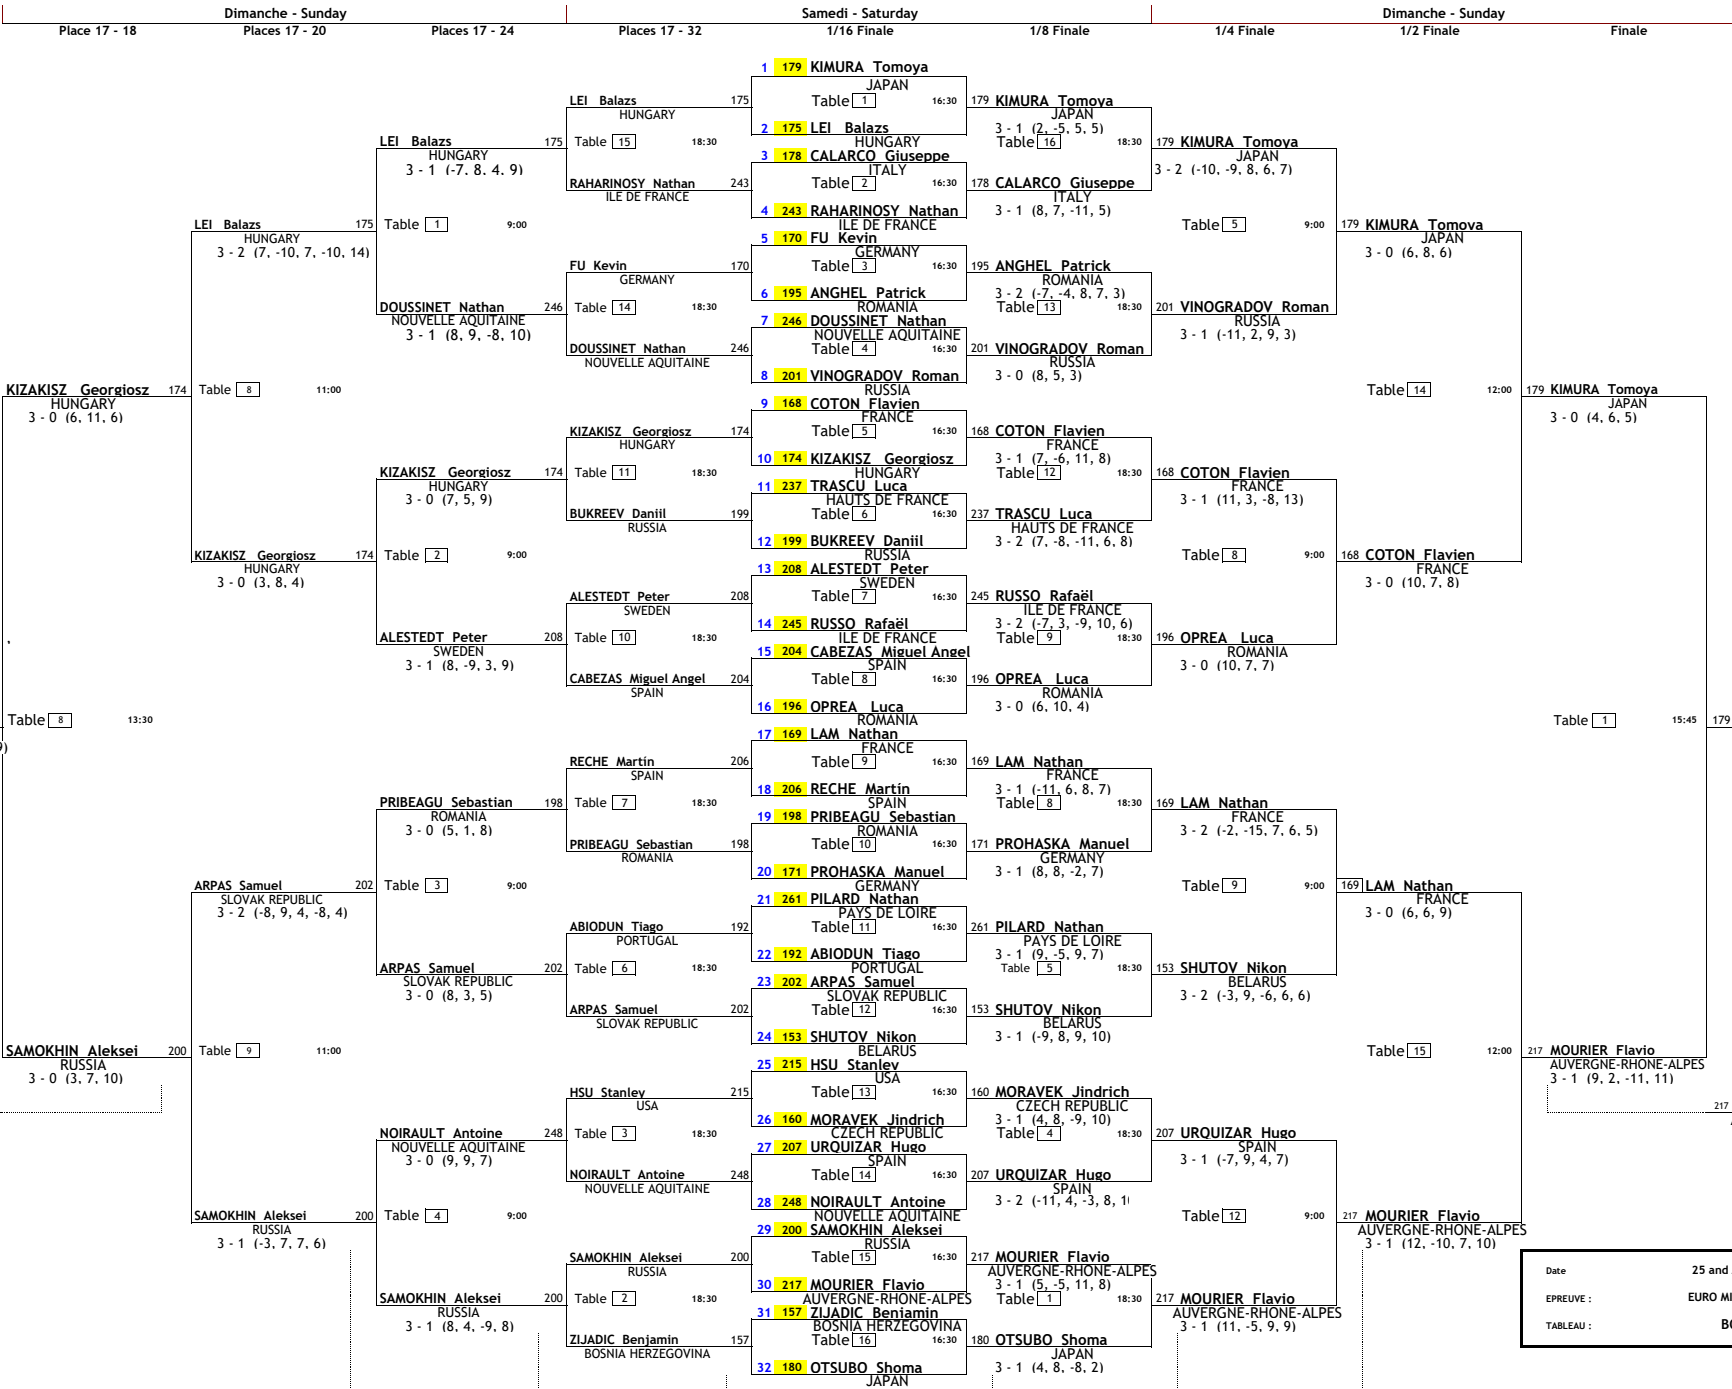 Dimanche - Sunday Samedi - Saturday Dimanche - Sunday
Place 17 - 18 Places 17 - 20 Places 17 - 24 Places 17 - 32 1/16 Finale 1/8 Finale 1/4 Finale 1/2 Finale Finale
1 179 KIMURA Tomoya
JAPAN
LEI Balazs 175 Table 1 16:30 179 KIMURA Tomoya
HUNGARY JAPAN
2 175 LEI Balazs 3 - 1 (2, -5, 5, 5)
LEI Balazs 175 Table 15 18:30 HUNGARY Table 16 18:30 179 KIMURA Tomoya
HUNGARY 3 178 CALARCO Giuseppe JAPAN
3 - 1 (-7, 8, 4, 9) ITALY 3 - 2 (-10, -9, 8, 6, 7)
RAHARINOSY Nathan 243 Table 2 16:30 178 CALARCO Giuseppe
ILE DE FRANCE ITALY
4 243 RAHARINOSY Nathan 3 - 1 (8, 7, -11, 5)
LEI Balazs 175 Table 1 9:00 ILE DE FRANCE Table 5 9:00 179 KIMURA Tomoya
HUNGARY 5 170 FU Kevin JAPAN
3 - 2 (7, -10, 7, -10, 14) GERMANY 3 - 0 (6, 8, 6)
FU Kevin 170 Table 3 16:30 195 ANGHEL Patrick
GERMANY ROMANIA
6 195 ANGHEL Patrick 3 - 2 (-7, -4, 8, 7, 3)
DOUSSINET Nathan 246 Table 14 18:30 ROMANIA Table 13 18:30 201 VINOGRADOV Roman
NOUVELLE AQUITAINE 7 246 DOUSSINET Nathan RUSSIA
3 - 1 (8, 9, -8, 10) NOUVELLE AQUITAINE 3 - 1 (-11, 2, 9, 3)
DOUSSINET Nathan 246 Table 4 16:30 201 VINOGRADOV Roman
NOUVELLE AQUITAINE RUSSIA
8 201 VINOGRADOV Roman 3 - 0 (8, 5, 3)
KIZAKISZ Georgiosz 174 Table 8 11:00 RUSSIA Table 14 12:00 179 KIMURA Tomoya
HUNGARY 9 168 COTON Flavien JAPAN
3 - 0 (6, 11, 6) FRANCE 3 - 0 (4, 6, 5)
KIZAKISZ Georgiosz 174 Table 5 16:30 168 COTON Flavien
HUNGARY FRANCE
10 174 KIZAKISZ Georgiosz 3 - 1 (7, -6, 11, 8)
KIZAKISZ Georgiosz 174 Table 11 18:30 HUNGARY Table 12 18:30 168 COTON Flavien
HUNGARY 11 237 TRASCU Luca FRANCE
3 - 0 (7, 5, 9) HAUTS DE FRANCE 3 - 1 (11, 3, -8, 13)
BUKREEV Daniil 199 Table 6 16:30 237 TRASCU Luca
RUSSIA HAUTS DE FRANCE
12 199 BUKREEV Daniil 3 - 2 (7, -8, -11, 6, 8)
KIZAKISZ Georgiosz 174 Table 2 9:00 RUSSIA Table 8 9:00 168 COTON Flavien
HUNGARY 13 208 ALESTEDT Peter FRANCE
3 - 0 (3, 8, 4) SWEDEN 3 - 0 (10, 7, 8)
ALESTEDT Peter 208 Table 7 16:30 245 RUSSO Rafaël
SWEDEN ILE DE FRANCE
14 245 RUSSO Rafaël 3 - 2 (-7, 3, -9, 10, 6)
ALESTEDT Peter 208 Table 10 18:30 ILE DE FRANCE Table 9 18:30 196 OPREA Luca
SWEDEN 15 204 CABEZAS Miguel Angel ROMANIA
3 - 1 (8, -9, 3, 9) SPAIN 3 - 0 (10, 7, 7)
CABEZAS Miguel Angel 204 Table 8 16:30 196 OPREA Luca
SPAIN ROMANIA
16 196 OPREA Luca 3 - 0 (6, 10, 4)
Table 8 13:30 ROMANIA Table 1 15:45 179
17 169 LAM Nathan
FRANCE
RECHE Martín 206 Table 9 16:30 169 LAM Nathan
SPAIN FRANCE
18 206 RECHE Martín 3 - 1 (-11, 6, 8, 7)
PRIBEAGU Sebastian 198 Table 7 18:30 SPAIN Table 8 18:30 169 LAM Nathan
ROMANIA 19 198 PRIBEAGU Sebastian FRANCE
3 - 0 (5, 1, 8) ROMANIA 3 - 2 (-2, -15, 7, 6, 5)
PRIBEAGU Sebastian 198 Table 10 16:30 171 PROHASKA Manuel
ROMANIA GERMANY
20 171 PROHASKA Manuel 3 - 1 (8, 8, -2, 7)
ARPAS Samuel 202 Table 3 9:00 GERMANY Table 9 9:00 169 LAM Nathan
SLOVAK REPUBLIC 21 261 PILARD Nathan FRANCE
3 - 2 (-8, 9, 4, -8, 4) PAYS DE LOIRE 3 - 0 (6, 6, 9)
ABIODUN Tiago 192 Table 11 16:30 261 PILARD Nathan
PORTUGAL PAYS DE LOIRE
22 192 ABIODUN Tiago 3 - 1 (9, -5, 9, 7)
ARPAS Samuel 202 Table 6 18:30 PORTUGAL Table 5 18:30 153 SHUTOV Nikon
SLOVAK REPUBLIC 23 202 ARPAS Samuel BELARUS
3 - 0 (8, 3, 5) SLOVAK REPUBLIC 3 - 2 (-3, 9, -6, 6, 6)
ARPAS Samuel 202 Table 12 16:30 153 SHUTOV Nikon
SLOVAK REPUBLIC BELARUS
24 153 SHUTOV Nikon 3 - 1 (-9, 8, 9, 10)
SAMOKHIN Aleksei 200 Table 9 11:00 BELARUS Table 15 12:00 217 MOURIER Flavio
RUSSIA 25 215 HSU Stanley AUVERGNE-RHONE-ALPES
3 - 0 (3, 7, 10) USA 3 - 1 (9, 2, -11, 11)
HSU Stanley 215 Table 13 16:30 160 MORAVEK Jindrich
USA CZECH REPUBLIC 217
26 160 MORAVEK Jindrich 3 - 1 (4, 8, -9, 10)
NOIRAULT Antoine 248 Table 3 18:30 CZECH REPUBLIC Table 4 18:30 207 URQUIZAR Hugo
NOUVELLE AQUITAINE 27 207 URQUIZAR Hugo SPAIN
3 - 0 (9, 9, 7) SPAIN 3 - 1 (-7, 9, 4, 7)
NOIRAULT Antoine 248 Table 14 16:30 207 URQUIZAR Hugo
NOUVELLE AQUITAINE SPAIN
28 248 NOIRAULT Antoine 3 - 2 (-11, 4, -3, 8, 1
SAMOKHIN Aleksei 200 Table 4 9:00 NOUVELLE AQUITAINE Table 12 9:00 217 MOURIER Flavio
RUSSIA 29 200 SAMOKHIN Aleksei AUVERGNE-RHONE-ALPES
3 - 1 (-3, 7, 7, 6) RUSSIA 3 - 1 (12, -10, 7, 10)
SAMOKHIN Aleksei 200 Table 15 16:30 217 MOURIER Flavio
RUSSIA AUVERGNE-RHONE-ALPES Date 25 and
30 217 MOURIER Flavio 3 - 1 (5, -5, 11, 8)
SAMOKHIN Aleksei 200 Table 2 18:30 AUVERGNE-RHONE-ALPES Table 1 18:30 217 MOURIER Flavio EPREUVE : EURO MI
RUSSIA 31 157 ZIJADIC Benjamin AUVERGNE-RHONE-ALPES
3 - 1 (8, 4, -9, 8) BOSNIA HERZEGOVINA 3 - 1 (11, -5, 9, 9) TABLEAU : BO
ZIJADIC Benjamin 157 Table 16 16:30 180 OTSUBO Shoma
BOSNIA HERZEGOVINA JAPAN
32 180 OTSUBO Shoma 3 - 1 (4, 8, -8, 2)
JAPAN